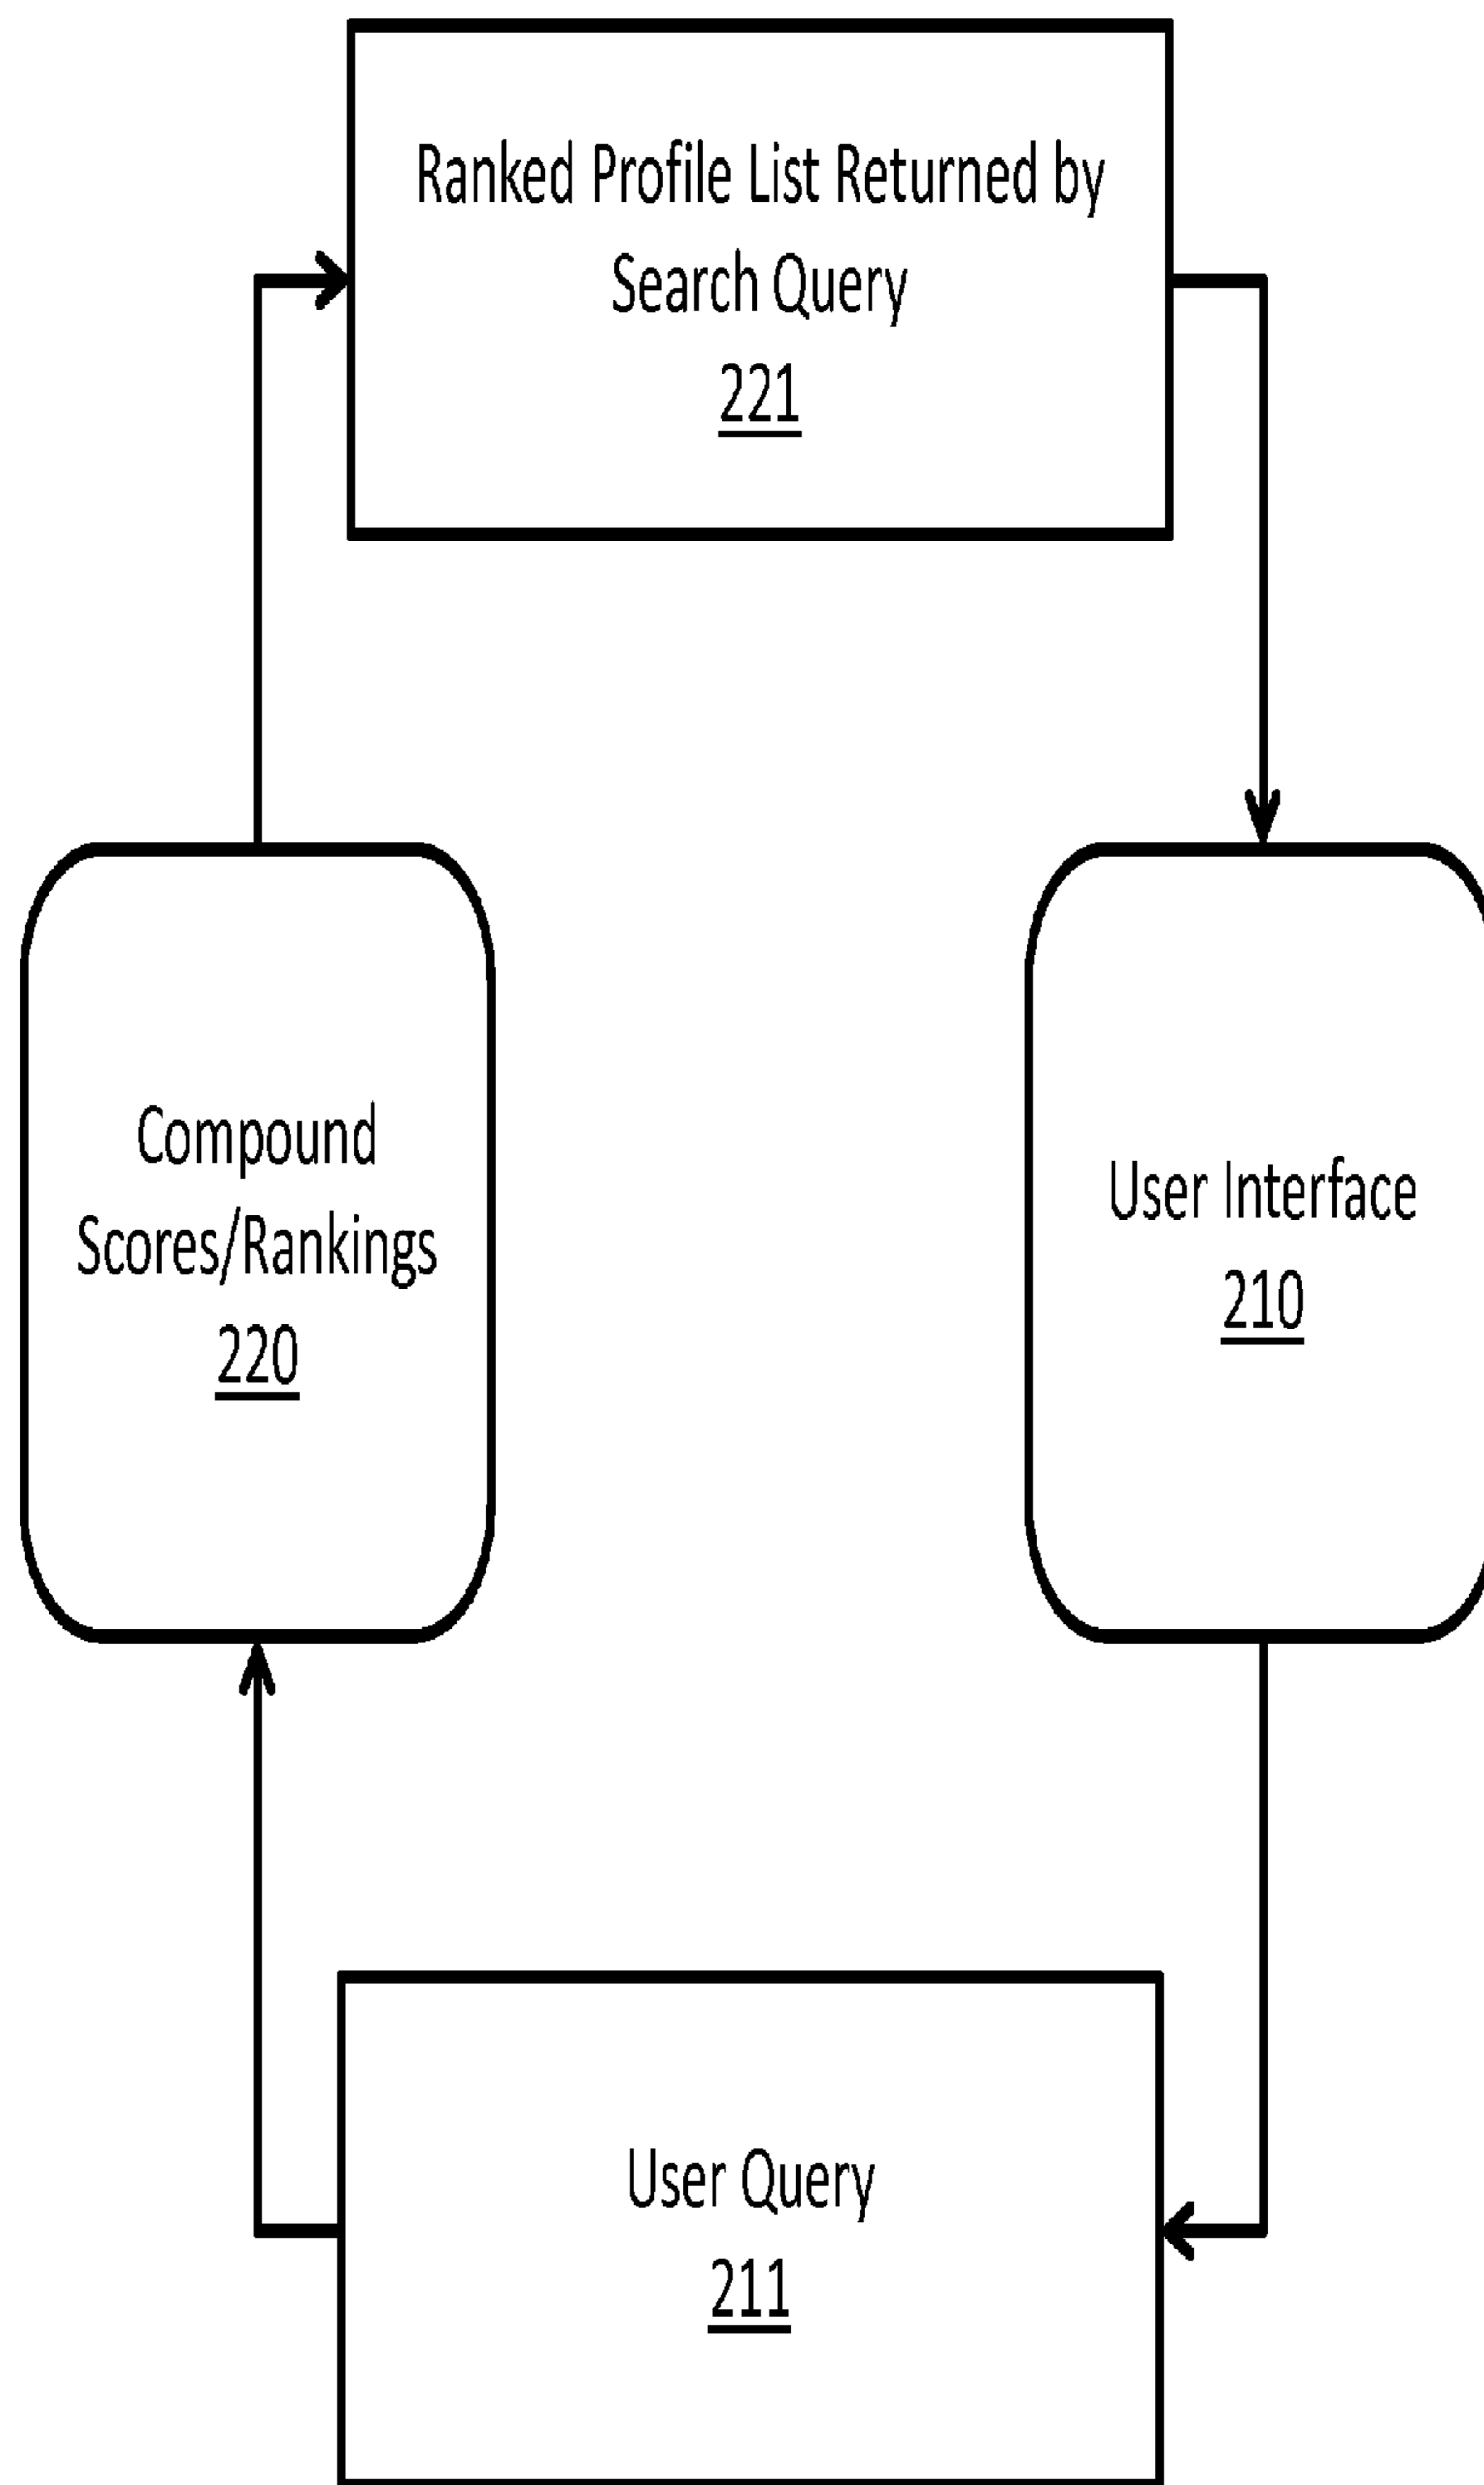 Ranked Profile List Returned by
Search Query
221
Compound
Scores/Rankings
220
User Interface
210
User Query
211